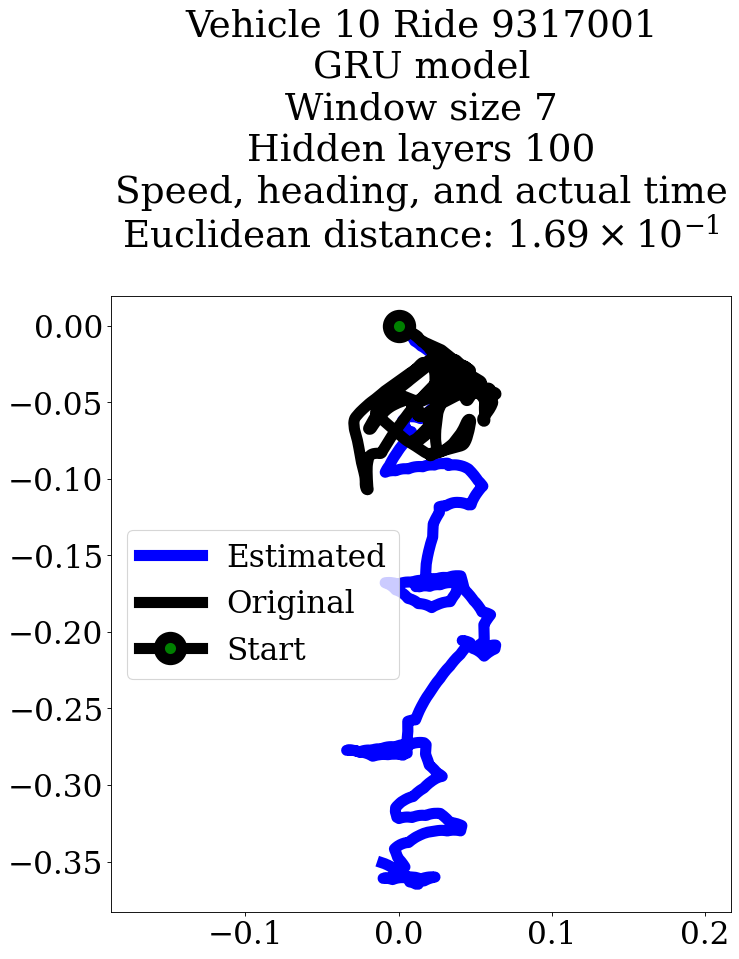 Vehicle 10 Ride 9317001
GRU model
Window size 7
Hidden layers 100
Speed, heading, and actual time
Euclidean distance: 1.69 × 10⁻¹
0.00
−0.05
−0.10
−0.15
−0.20
−0.25
−0.30
−0.35
Estimated
Original
Start
−0.1
0.0
0.1
0.2